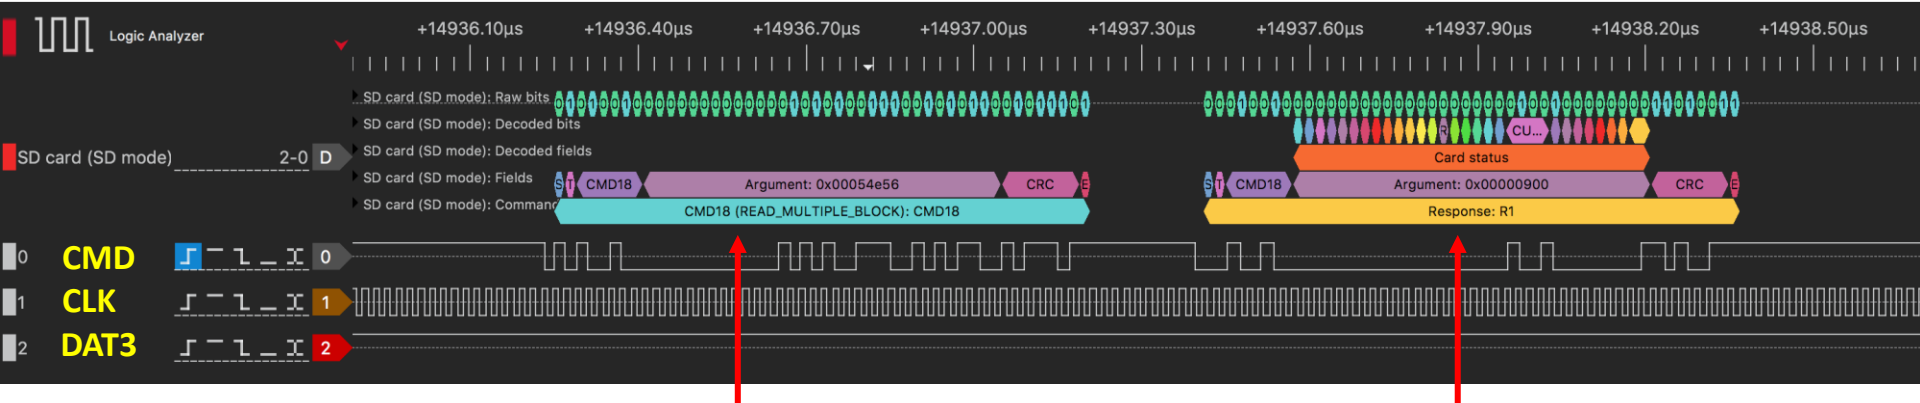 Logic Analyzer
+14936.10µs +14936.40µs +14936.70µs +14937.00µs +14937.30µs +14937.60µs +14937.90µs +14938.20µs +14938.50µs
SD card (SD mode): Raw bits
SD card (SD mode): Decoded bits R CU...
SD card (SD mode) 2-0 D SD card (SD mode): Decoded fields Card status
SD card (SD mode): Fields S T CMD18 Argument: 0x00054e56 CRC E S T CMD18 Argument: 0x00000900 CRC E
SD card (SD mode): Comman CMD18 (READ_MULTIPLE_BLOCK): CMD18 Response: R1
0 CMD 0
1 CLK 1
2 DAT3 2